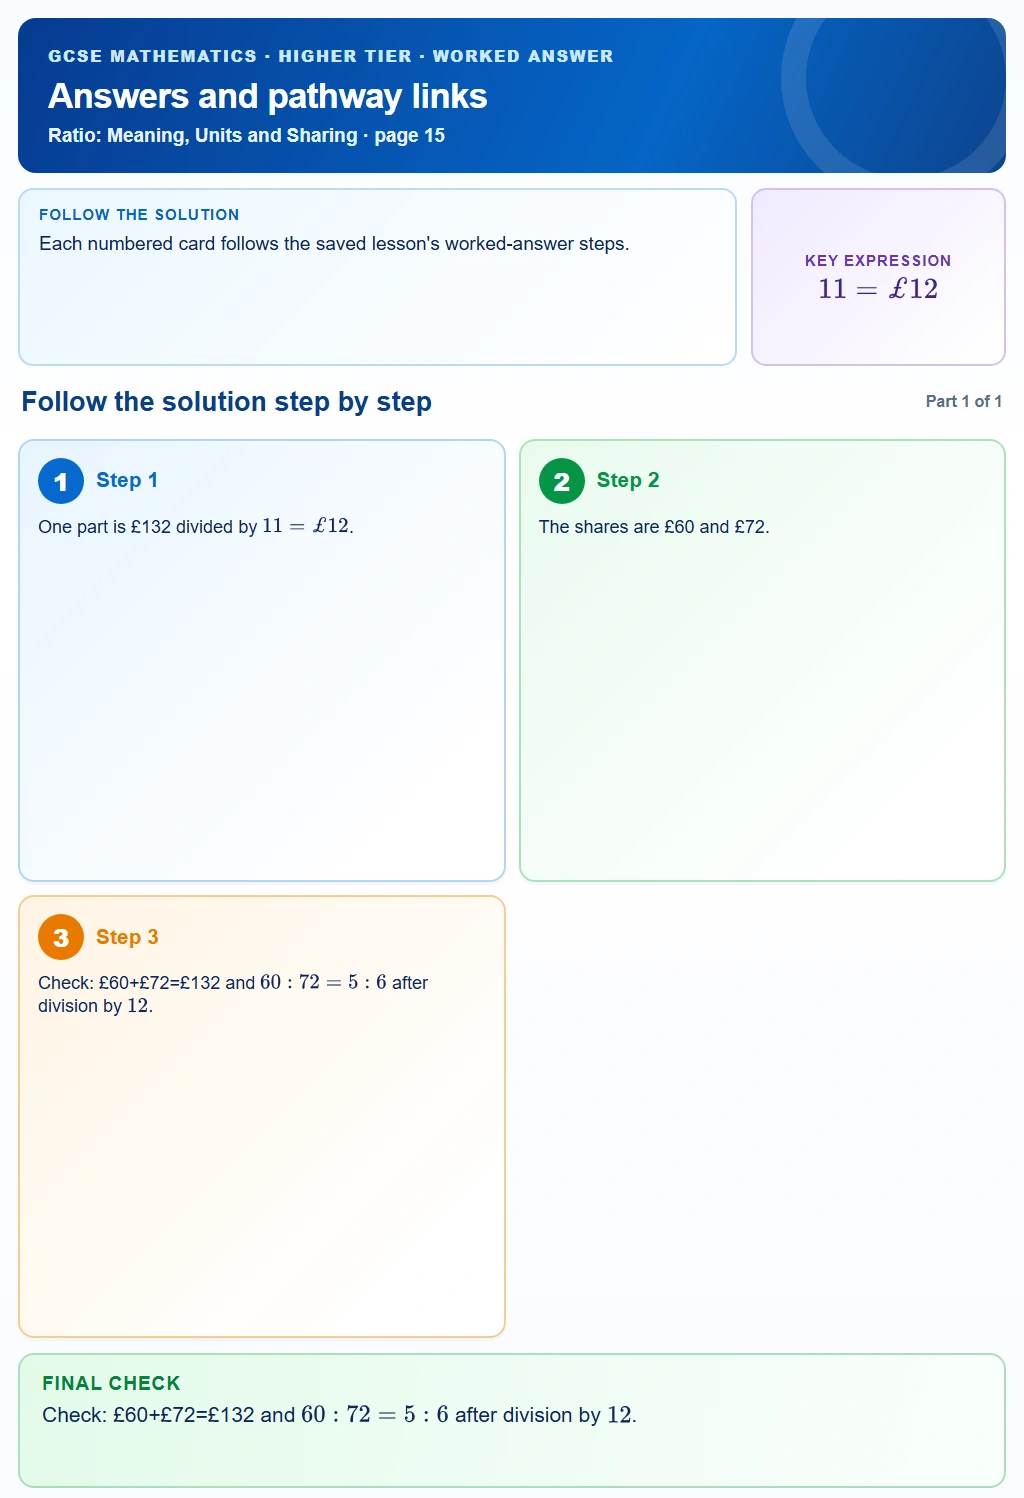 GCSE MATHEMATICS · HIGHER TIER · WORKED ANSWER
Answers and pathway links
Ratio: Meaning, Units and Sharing · page 15
FOLLOW THE SOLUTION
Each numbered card follows the saved lesson's worked-answer steps.
KEY EXPRESSION
11 = £12
Follow the solution step by step
Part 1 of 1
1 Step 1
One part is £132 divided by 11 = £12.
2 Step 2
The shares are £60 and £72.
3 Step 3
Check: £60+£72=£132 and 60 : 72 = 5 : 6 after
division by 12.
FINAL CHECK
Check: £60+£72=£132 and 60 : 72 = 5 : 6 after division by 12.